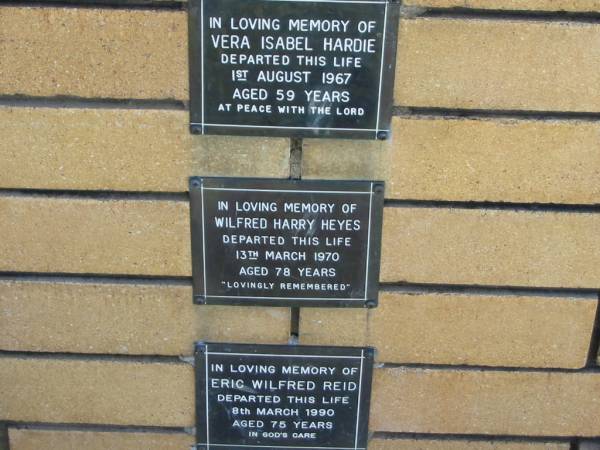 IN LOVING MEMORY OF
VERA ISABEL HARDIE
DEPARTED THIS LIFE
1ST AUGUST 1967
AGED 59 YEARS
AT PEACE WITH THE LORD
IN LOVING MEMORY OF
WILFRED HARRY HEYES
DEPARTED THIS LIFE
13TH MARCH 1970
AGED 78 YEARS
"LOVINGLY REMEMBERED"
IN LOVING MEMORY OF
ERIC WILFRED REID
DEPARTED THIS LIFE
8th MARCH 1990
AGED 75 YEARS
IN GOD'S CARE